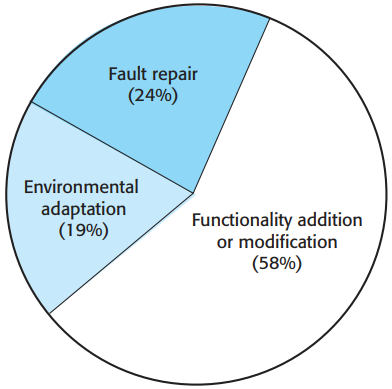 Fault repair
(24%)
Environmental
adaptation
(19%)
Functionality addition
or modification
(58%)